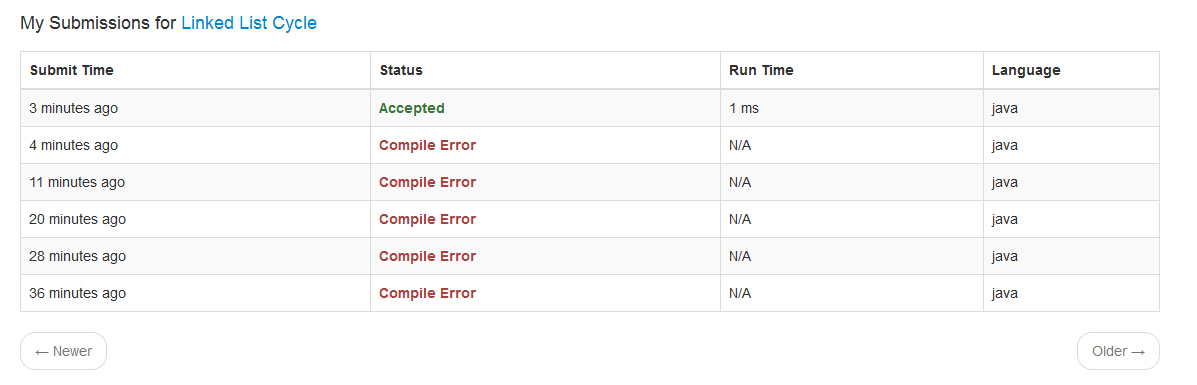 My Submissions for Linked List Cycle
Submit Time Status Run Time Language
3 minutes ago Accepted 1 ms java
4 minutes ago Compile Error N/A java
11 minutes ago Compile Error N/A java
20 minutes ago Compile Error N/A java
28 minutes ago Compile Error N/A java
36 minutes ago Compile Error N/A java
← Newer Older →